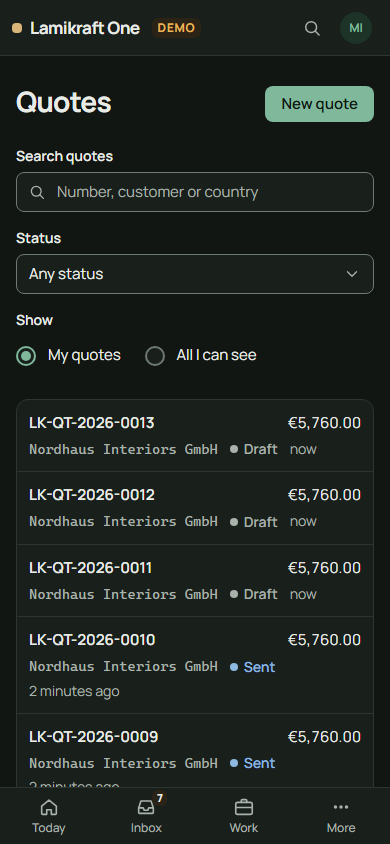 Lamikraft One DEMO MI
Quotes
New quote
Search quotes
Number, customer or country
Status
Any status
Show
My quotes All I can see
LK-QT-2026-0013 €5,760.00
Nordhaus Interiors GmbH Draft now
LK-QT-2026-0012 €5,760.00
Nordhaus Interiors GmbH Draft now
LK-QT-2026-0011 €5,760.00
Nordhaus Interiors GmbH Draft now
LK-QT-2026-0010 €5,760.00
Nordhaus Interiors GmbH Sent
2 minutes ago
LK-QT-2026-0009 €5,760.00
Nordhaus Interiors GmbH Sent
2 minutes ago
7
Today Inbox Work More